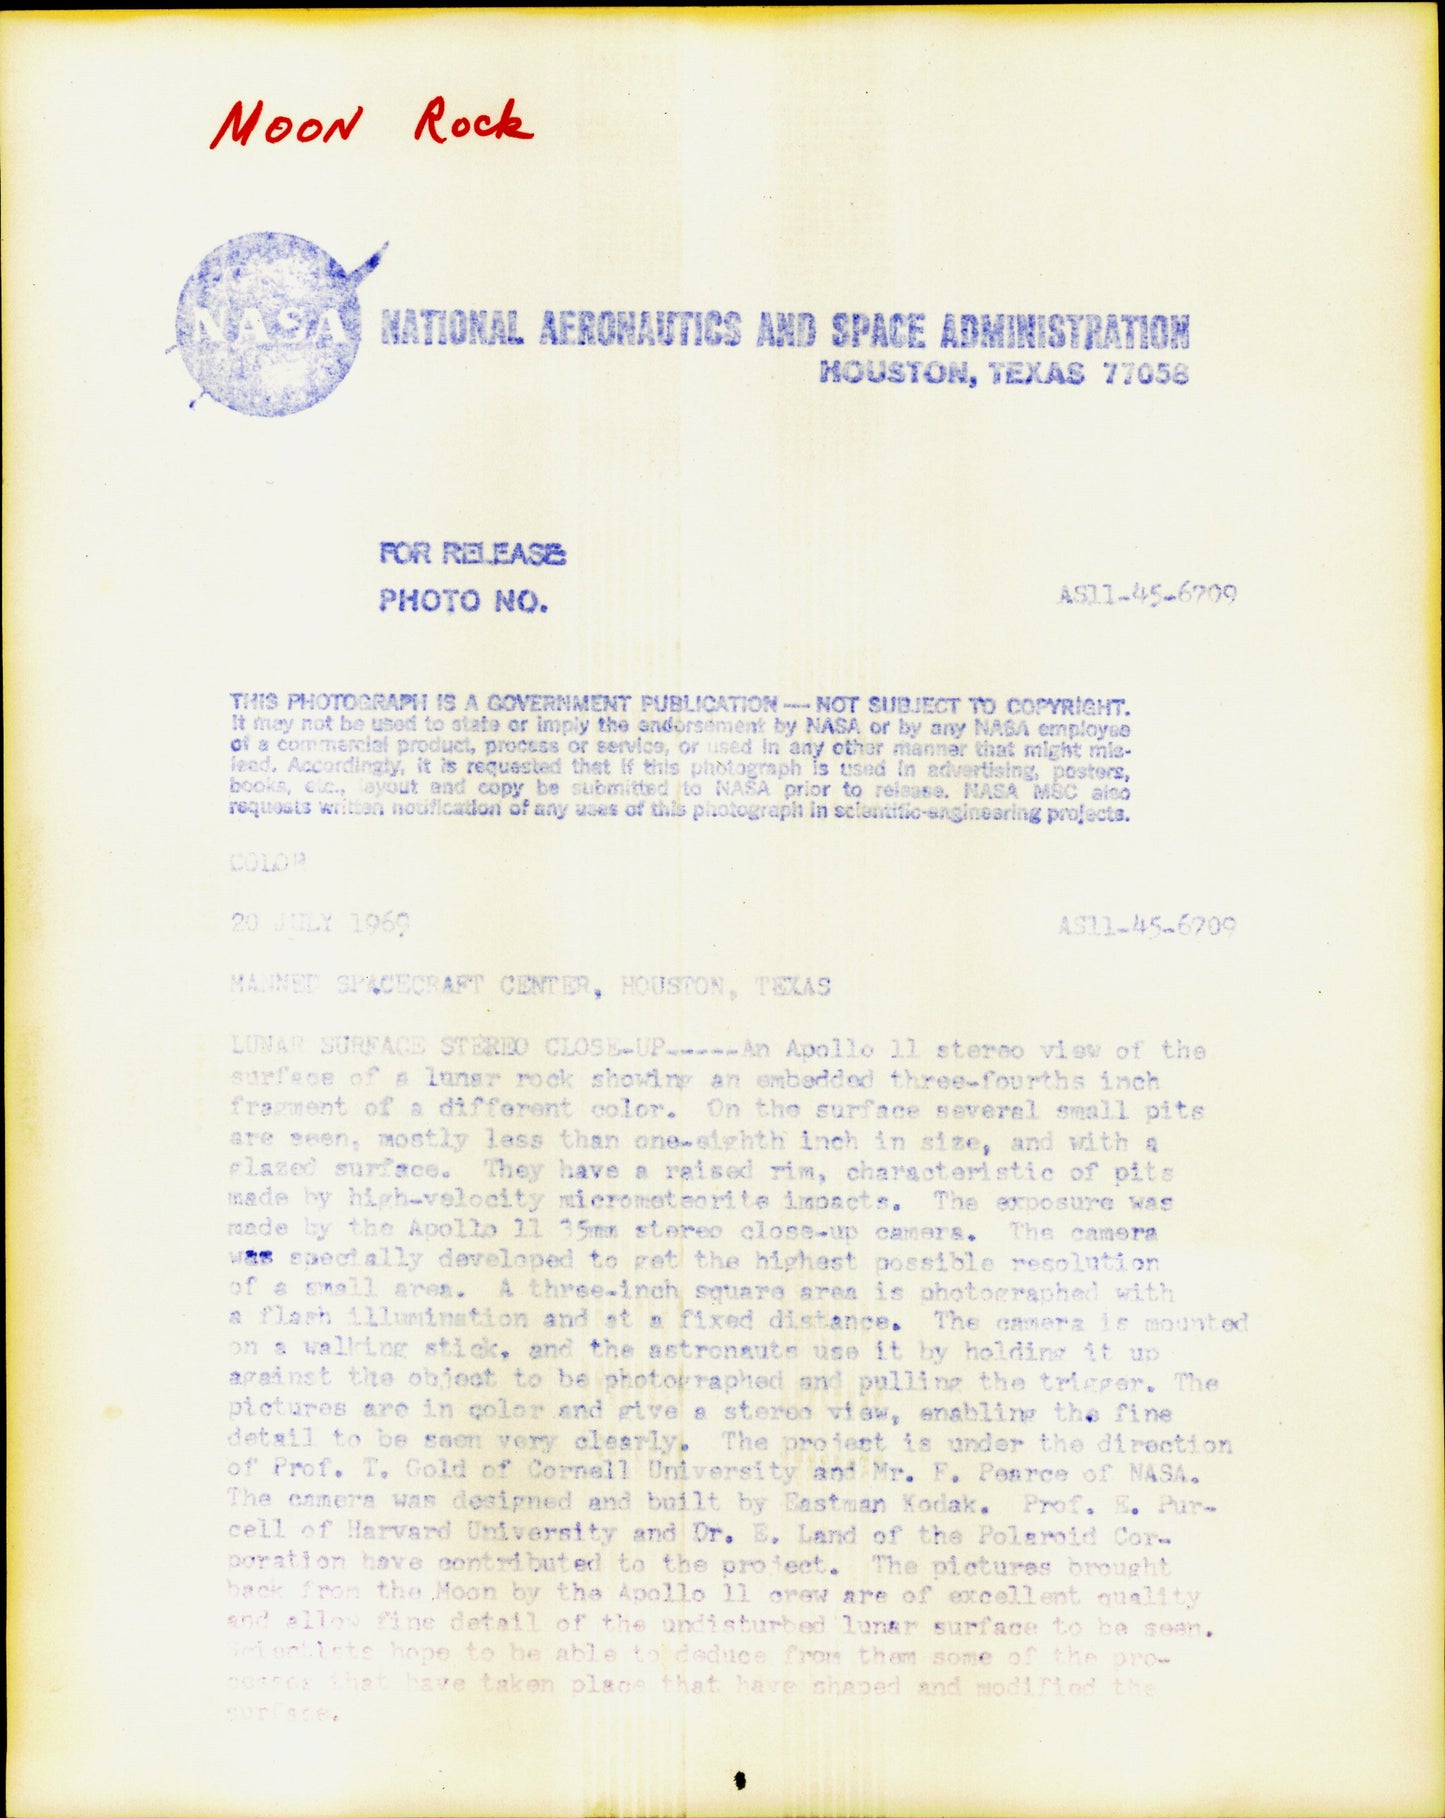 MOON Rock
NASA
NATIONAL AERONAUTICS AND SPACE ADMINISTRATION
HOUSTON, TEXAS 77058
FOR RELEASE
PHOTO NO.
AS11-45-6709
THIS PHOTOGRAPH IS A GOVERNMENT PUBLICATION — NOT SUBJECT TO COPYRIGHT.
It may not be used to state or imply the endorsement by NASA or by any NASA employee
of a commercial product, process or service, or used in any other manner that might mis-
lead. Accordingly, it is requested that if this photograph is used in advertising, posters,
books, etc., layout and copy be submitted to NASA prior to release. NASA MSC also
requests written notification of any uses of this photograph in scientific-engineering projects.
COLOR
20 JULY 1969
AS11-45-6709
MANNED SPACECRAFT CENTER, HOUSTON, TEXAS
LUNAR SURFACE STEREO CLOSE-UP-----An Apollo 11 stereo view of the
surface of a lunar rock showing an embedded three-fourths inch
fragment of a different color. On the surface several small pits
are seen, mostly less than one-eighth inch in size, and with a
glazed surface. They have a raised rim, characteristic of pits
made by high-velocity micrometeorite impacts. The exposure was
made by the Apollo 11 35mm stereo close-up camera. The camera
was specially developed to get the highest possible resolution
of a small area. A three-inch square area is photographed with
a flash illumination and at a fixed distance. The camera is mounted
on a walking stick, and the astronauts use it by holding it up
against the object to be photographed and pulling the trigger. The
pictures are in color and give a stereo view, enabling the fine
detail to be seen very clearly. The project is under the direction
of Prof. T. Gold of Cornell University and Mr. F. Pearce of NASA.
The camera was designed and built by Eastman Kodak. Prof. E. Pur-
cell of Harvard University and Dr. E. Land of the Polaroid Cor-
poration have contributed to the project. The pictures brought
back from the Moon by the Apollo 11 crew are of excellent quality
and allow fine detail of the undisturbed lunar surface to be seen.
Scientists hope to be able to deduce from them some of the pro-
cesses that have taken place that have shaped and modified the
surface.